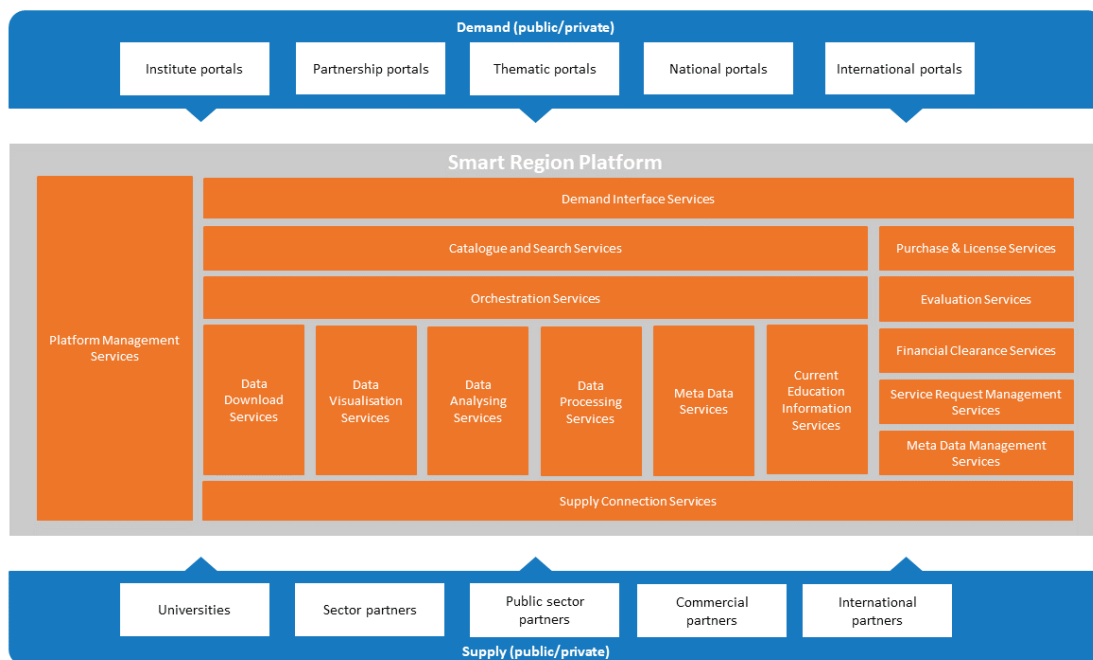 Demand (public/private)
Institute portals
Partnership portals
Thematic portals
National portals
International portals
Smart Region Platform
Platform Management
Services
Demand Interface Services
Catalogue and Search Services
Orchestration Services
Data
Download
Services
Data
Visualisation
Services
Data
Analysing
Services
Data
Processing
Services
Meta Data
Services
Current
Education
Information
Services
Purchase & License Services
Evaluation Services
Financial Clearance Services
Service Request Management
Services
Meta Data Management
Services
Supply Connection Services
Universities
Sector partners
Public sector
partners
Commercial
partners
International
partners
Supply (public/private)